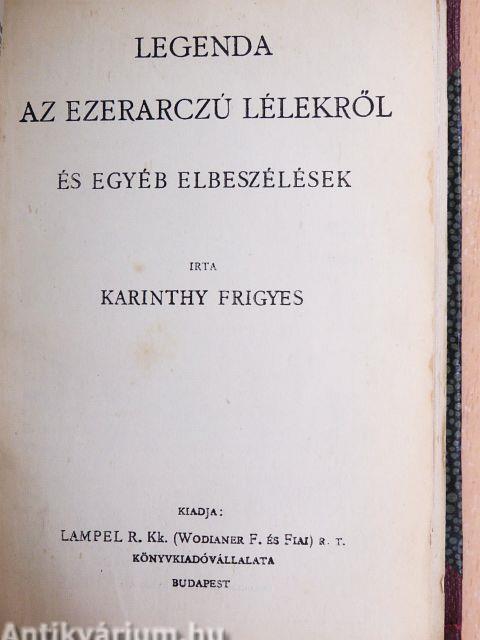 LEGENDA
AZ EZERARCZÚ LÉLEKRŐL
ÉS EGYÉB ELBESZÉLÉSEK
IRTA
KARINTHY FRIGYES
KIADJA:
LAMPEL R. Kk. (WODIANER F. ÉS FIAI) R. T.
KÖNYVKIADÓVÁLLALATA
BUDAPEST
Antikvárium.hu